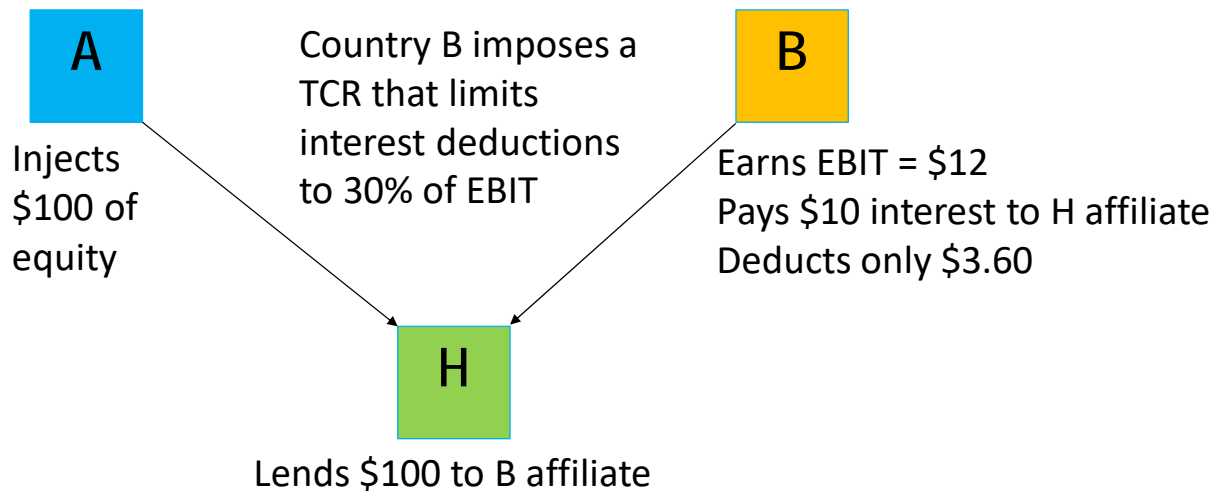 A
Injects
$100 of
equity
Country B imposes a
TCR that limits
interest deductions
to 30% of EBIT
B
Earns EBIT = $12
Pays $10 interest to H affiliate
Deducts only $3.60
H
Lends $100 to B affiliate